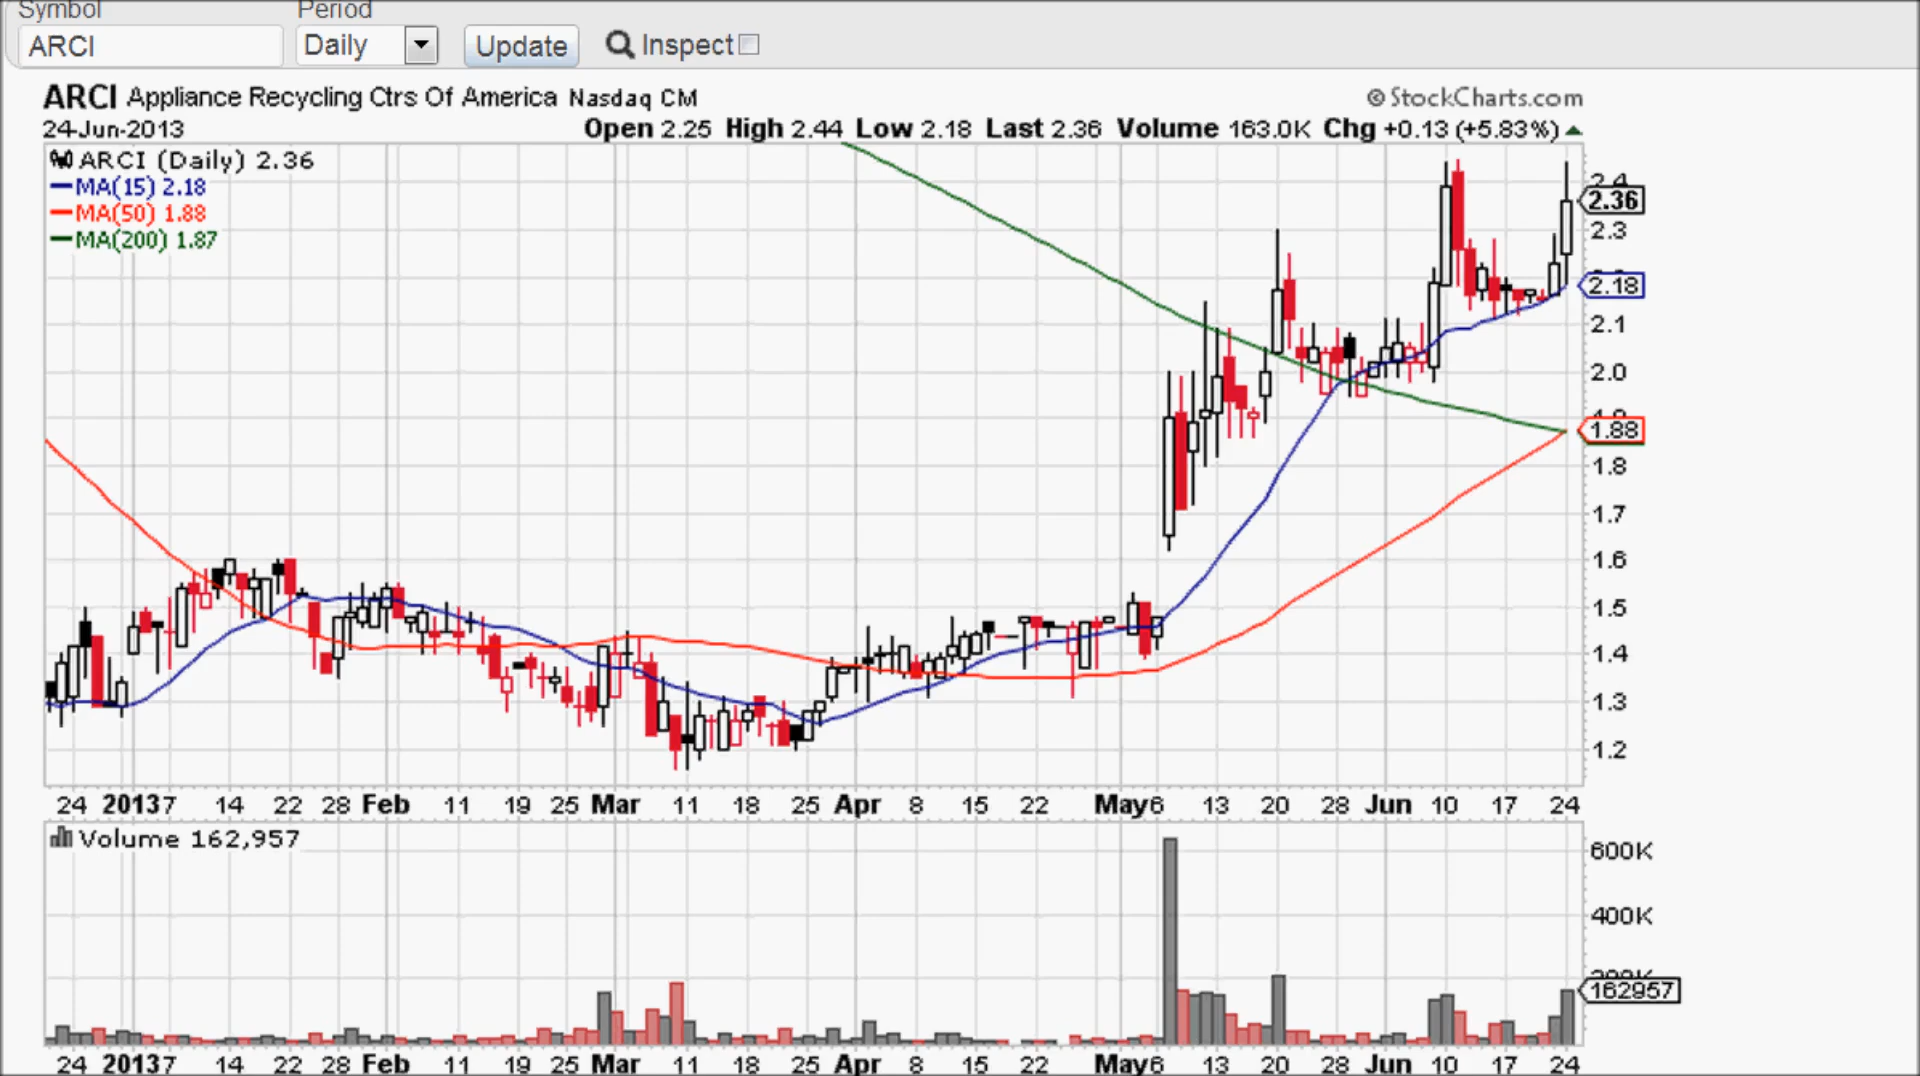 Symbol Period
ARCI Daily Update Inspect
ARCI Appliance Recycling Ctrs Of America Nasdaq CM © StockCharts.com
24-Jun-2013 Open 2.25 High 2.44 Low 2.18 Last 2.36 Volume 163.0K Chg +0.13 (+5.83%)
ARCI (Daily) 2.36
MA(15) 2.18
MA(50) 1.88
MA(200) 1.87
2.4
2.36
2.3
2.18
2.1
2.0
1.9
1.88
1.8
1.7
1.6
1.5
1.4
1.3
1.2
24 2013 7 14 22 28 Feb 11 19 25 Mar 11 18 25 Apr 8 15 22 May 6 13 20 28 Jun 10 17 24
Volume 162,957
600K
400K
200K
162957
24 2013 7 14 22 28 Feb 11 19 25 Mar 11 18 25 Apr 8 15 22 May 6 13 20 28 Jun 10 17 24